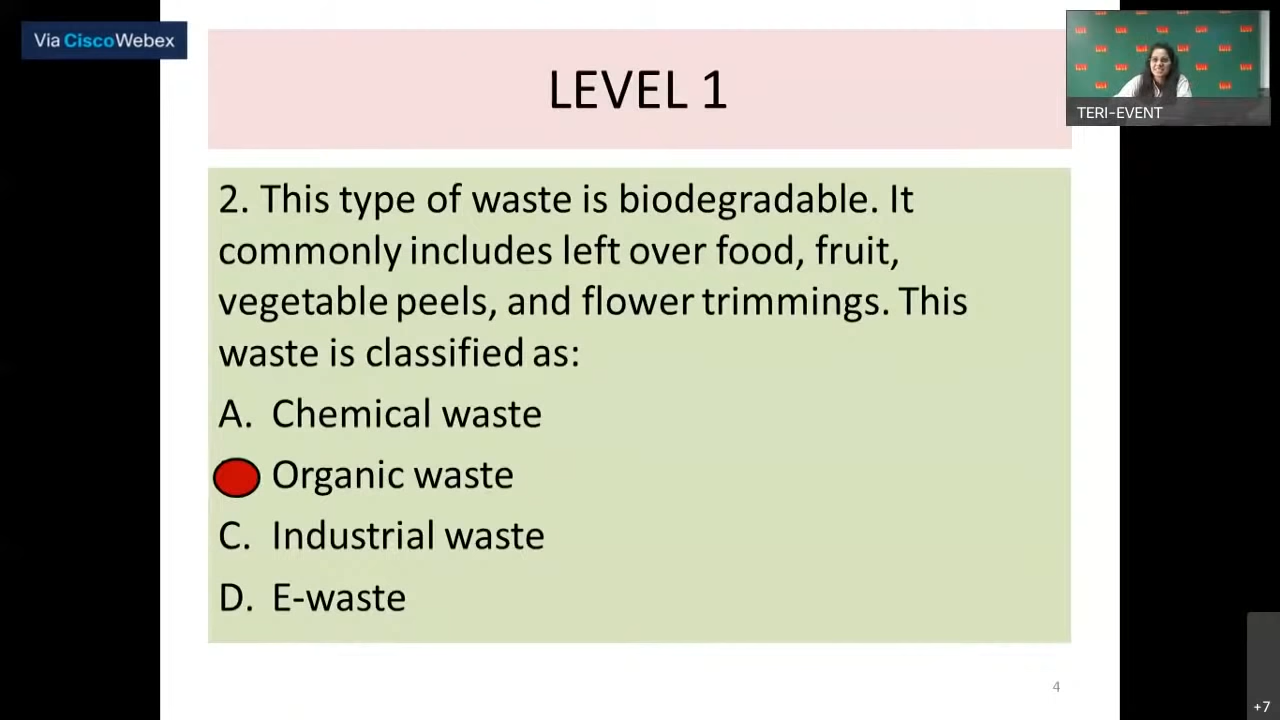 Via Cisco Webex
LEVEL 1
TERI-EVENT
2. This type of waste is biodegradable. It
commonly includes left over food, fruit,
vegetable peels, and flower trimmings. This
waste is classified as:
A. Chemical waste
Organic waste
C. Industrial waste
D. E-waste
4
+7